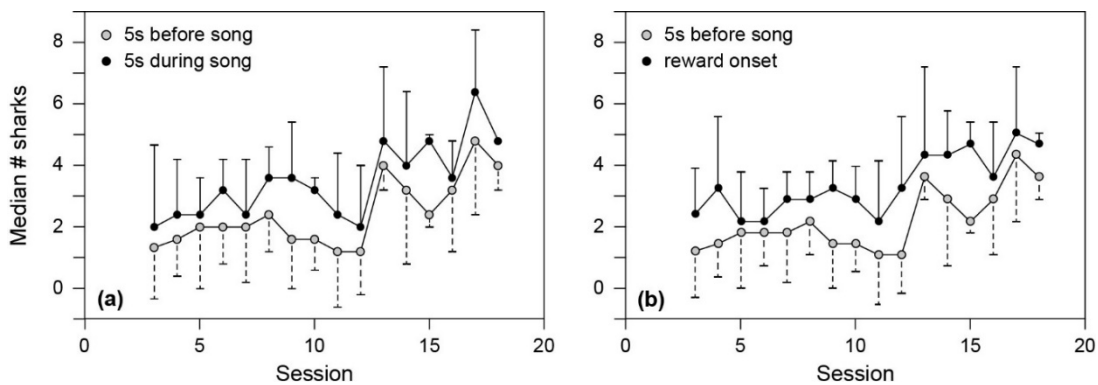 5s before song
5s during song
Median # sharks
8
6
4
2
0
(a)
0 5 10 15 20
Session
5s before song
reward onset
8
6
4
2
0
(b)
0 5 10 15 20
Session